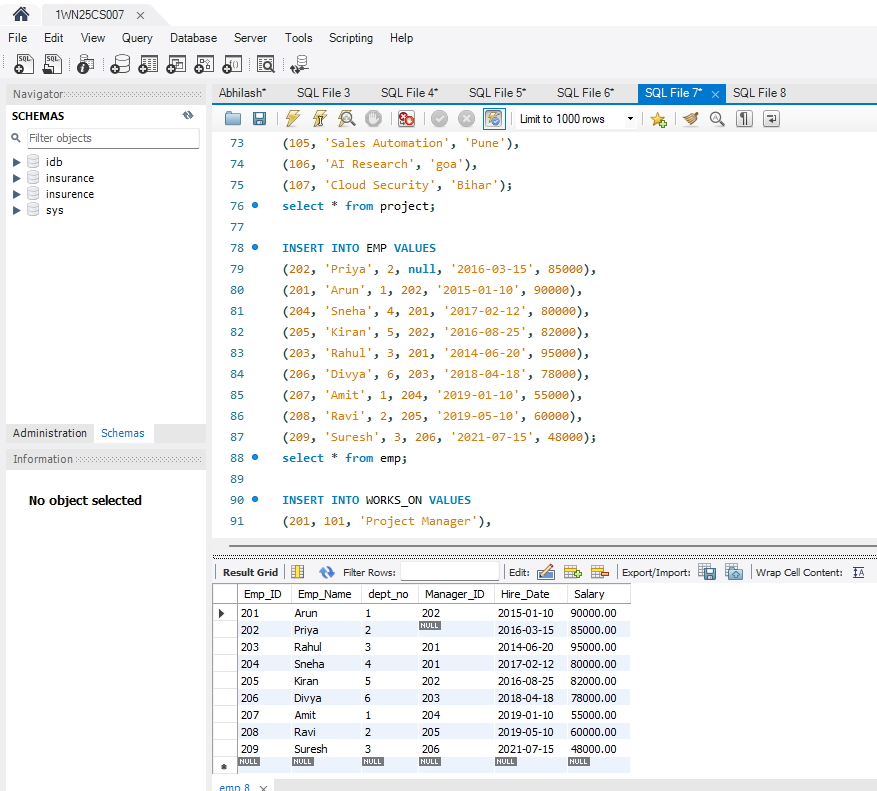 1WN25CS007
File Edit View Query Database Server Tools Scripting Help
Navigator
SCHEMAS
Filter objects
idb
insurance
insurence
sys
Administration Schemas
Information
No object selected
Abhilash* SQL File 3 SQL File 4* SQL File 5* SQL File 6* SQL File 7* SQL File 8
Limit to 1000 rows
73 (105, 'Sales Automation', 'Pune'),
74 (106, 'AI Research', 'goa'),
75 (107, 'Cloud Security', 'Bihar');
76 select * from project;
77
78 INSERT INTO EMP VALUES
79 (202, 'Priya', 2, null, '2016-03-15', 85000),
80 (201, 'Arun', 1, 202, '2015-01-10', 90000),
81 (204, 'Sneha', 4, 201, '2017-02-12', 80000),
82 (205, 'Kiran', 5, 202, '2016-08-25', 82000),
83 (203, 'Rahul', 3, 201, '2014-06-20', 95000),
84 (206, 'Divya', 6, 203, '2018-04-18', 78000),
85 (207, 'Amit', 1, 204, '2019-01-10', 55000),
86 (208, 'Ravi', 2, 205, '2019-05-10', 60000),
87 (209, 'Suresh', 3, 206, '2021-07-15', 48000);
88 select * from emp;
89
90 INSERT INTO WORKS_ON VALUES
91 (201, 101, 'Project Manager'),
Result Grid Filter Rows: Edit: Export/Import: Wrap Cell Content:
Emp_ID Emp_Name dept_no Manager_ID Hire_Date Salary
201 Arun 1 202 2015-01-10 90000.00
202 Priya 2 NULL 2016-03-15 85000.00
203 Rahul 3 201 2014-06-20 95000.00
204 Sneha 4 201 2017-02-12 80000.00
205 Kiran 5 202 2016-08-25 82000.00
206 Divya 6 203 2018-04-18 78000.00
207 Amit 1 204 2019-01-10 55000.00
208 Ravi 2 205 2019-05-10 60000.00
209 Suresh 3 206 2021-07-15 48000.00
NULL NULL NULL NULL NULL NULL
emp 8